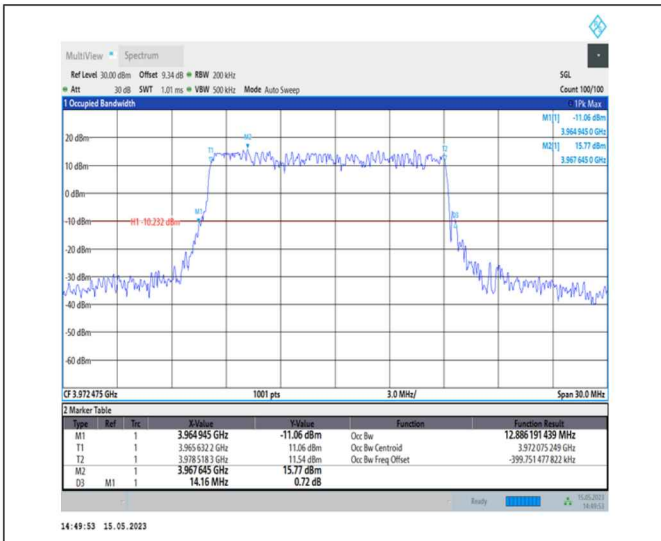 MultiView Spectrum
Ref Level 30.00 dBm Offset 9.34 dB RBW 200 kHz SGL
Att 30 dB SWT 1.01 ms VBW 500 kHz Mode Auto Sweep Count 100/100
1 Occupied Bandwidth 1Pk Max
M1[1] -11.06 dBm
3.964 945 0 GHz
M2[1] 15.77 dBm
3.967 645 0 GHz
20 dBm
T1
M2
T2
10 dBm
0 dBm
M1
D3
-10 dBm
H1 -10.232 dBm
-20 dBm
-30 dBm
-40 dBm
-50 dBm
-60 dBm
CF 3.972 475 GHz 1001 pts 3.0 MHz/ Span 30.0 MHz
2 Marker Table
Type Ref Trc X-Value Y-Value Function Function Result
M1 1 3.964 945 GHz -11.06 dBm Occ Bw 12.886 191 439 MHz
T1 1 3.965 632 2 GHz 11.06 dBm Occ Bw Centroid 3.972 075 249 GHz
T2 1 3.978 518 3 GHz 11.54 dBm Occ Bw Freq Offset -399.751 477 822 kHz
M2 1 3.967 645 GHz 15.77 dBm
D3 M1 1 14.16 MHz 0.72 dB
Ready 15.05.2023
14:49:53
14:49:53 15.05.2023